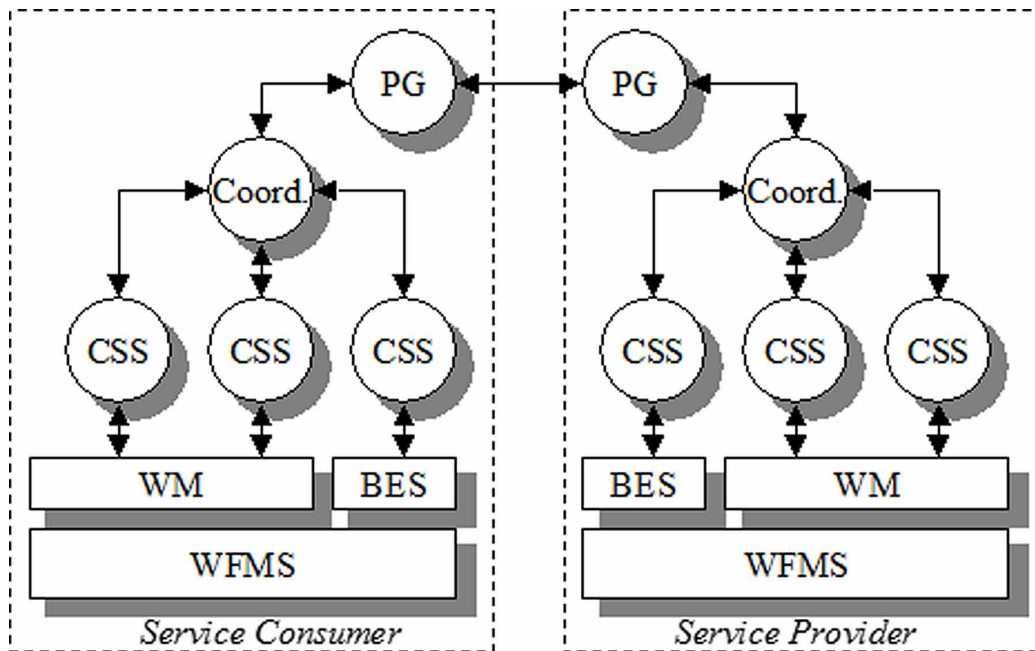 PG
PG
Coord.
Coord.
CSS
CSS
CSS
CSS
CSS
CSS
WM
BES
BES
WM
WFMS
WFMS
Service Consumer
Service Provider